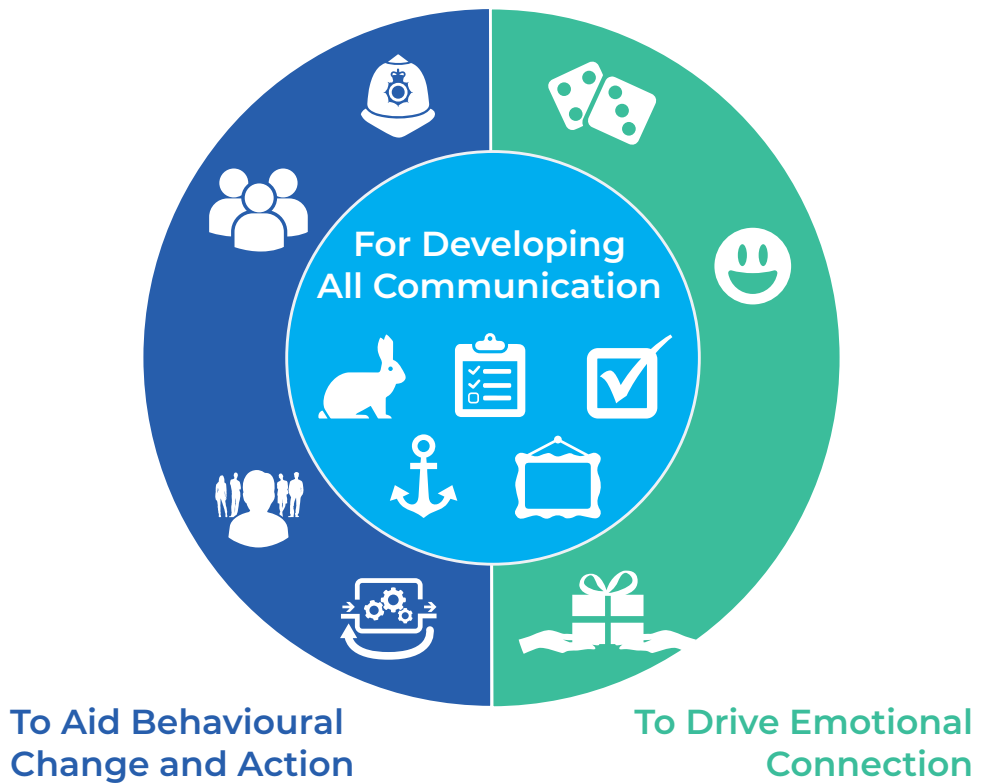 For Developing
All Communication
To Aid Behavioural
Change and Action
To Drive Emotional
Connection